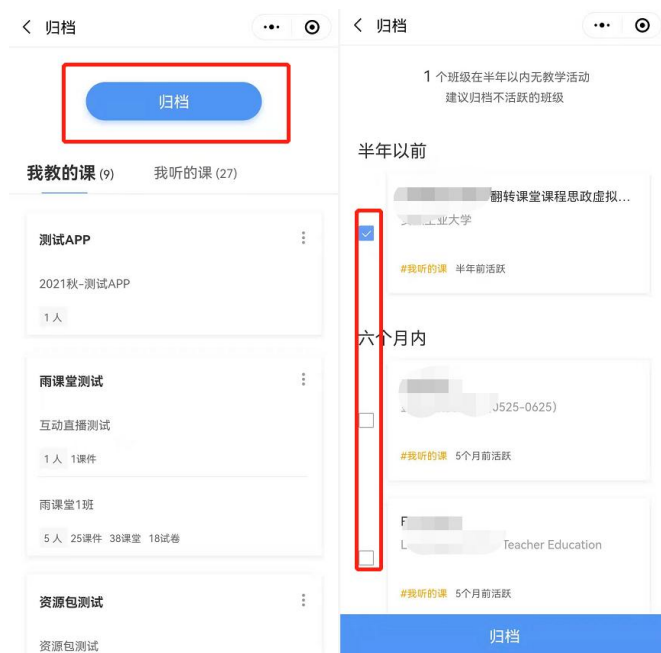 归档
归档
我教的课 (9) 我听的课 (27)
测试APP
2021秋-测试APP
1人
雨课堂测试
互动直播测试
1人 1课件
雨课堂1班
5人 25课件 38课堂 18试卷
资源包测试
资源包测试
归档
1 个班级在半年以内无教学活动
建议归档不活跃的班级
半年以前
翻转课堂课程思政虚拟...
工业大学
#我听的课 半年前活跃
六个月内
0525-0625)
#我听的课 5个月前活跃
Teacher Education
#我听的课 5个月前活跃
归档